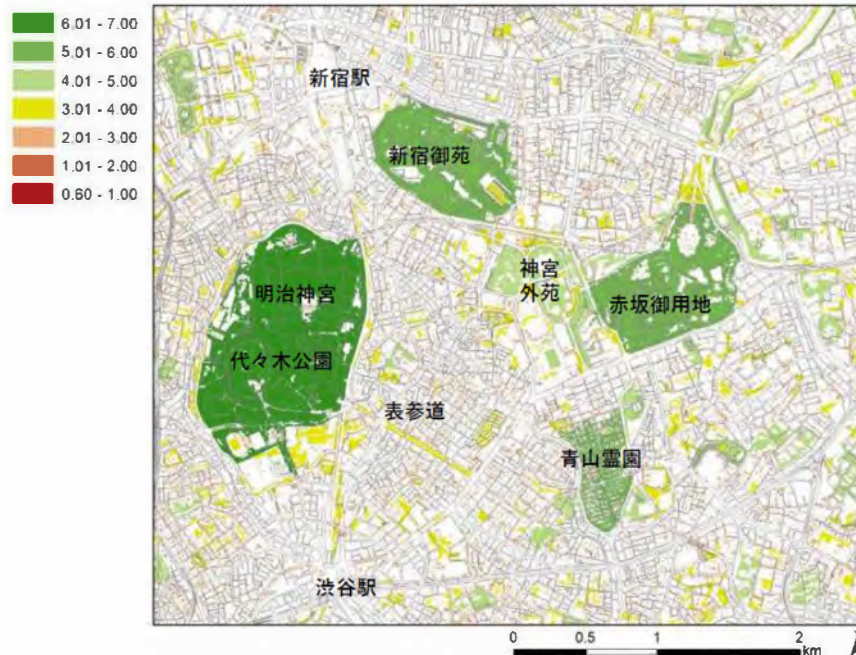 6.01 - 7.00
5.01 - 6.00
4.01 - 5.00
3.01 - 4.00
2.01 - 3.00
1.01 - 2.00
0.60 - 1.00
新宿駅
新宿御苑
神宮
外苑
明治神宮
赤坂御用地
代々木公園
表参道
青山霊園
渋谷駅
0 0.5 1 2
km